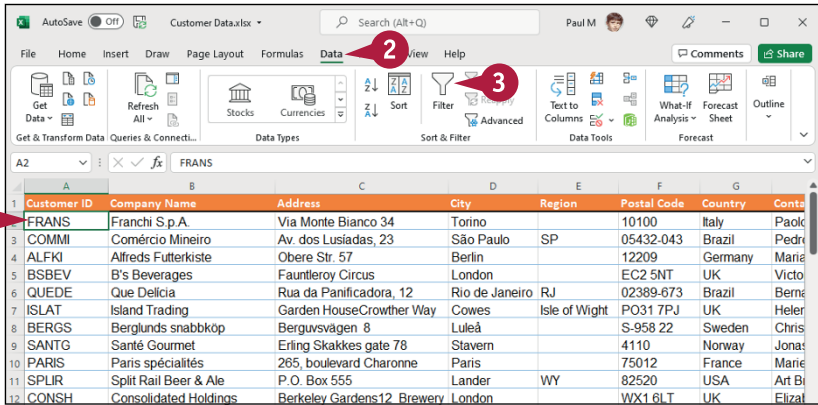 AutoSave Off Customer Data.xlsx Search (Alt+Q) Paul M
File Home Insert Draw Page Layout Formulas Data 2 View Help Comments Share
Get Data
Refresh All
Stocks Currencies
A Z Z A Sort
Filter 3
Reapply
Advanced
Text to Columns
What-If Analysis
Forecast Sheet
Outline
Get & Transform Data Queries & Connecti... Data Types Sort & Filter Data Tools Forecast
A2 fx FRANS
A B C D E F G
1 Customer ID Company Name Address City Region Postal Code Country Conta
FRANS Franchi S.p.A. Via Monte Bianco 34 Torino 10100 Italy Paolo
3 COMMI Comércio Mineiro Av. dos Lusíadas, 23 São Paulo SP 05432-043 Brazil Pedro
4 ALFKI Alfreds Futterkiste Obere Str. 57 Berlin 12209 Germany Maria
5 BSBEV B's Beverages Fauntleroy Circus London EC2 5NT UK Victo
6 QUEDE Que Delícia Rua da Panificadora, 12 Rio de Janeiro RJ 02389-673 Brazil Berna
7 ISLAT Island Trading Garden HouseCrowther Way Cowes Isle of Wight PO31 7PJ UK Helen
8 BERGS Berglunds snabbköp Berguvsvägen 8 Luleå S-958 22 Sweden Chris
9 SANTG Santé Gourmet Erling Skakkes gate 78 Stavern 4110 Norway Jonas
10 PARIS Paris spécialités 265, boulevard Charonne Paris 75012 France Marie
11 SPLIR Split Rail Beer & Ale P.O. Box 555 Lander WY 82520 USA Art B
12 CONSH Consolidated Holdings Berkeley Gardens12 Brewery London WX1 6LT UK Elizab